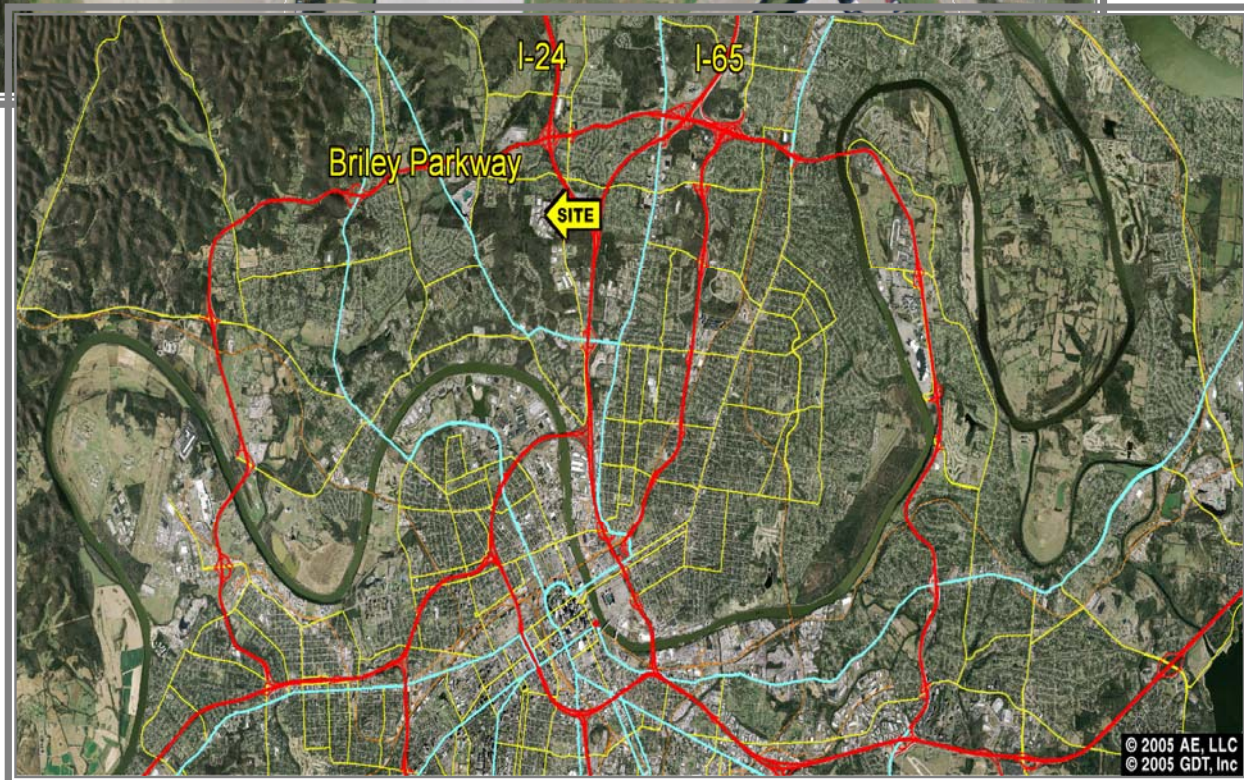 I-24
I-65
Briley Parkway
SITE
© 2005 AE, LLC
© 2005 GDT, Inc